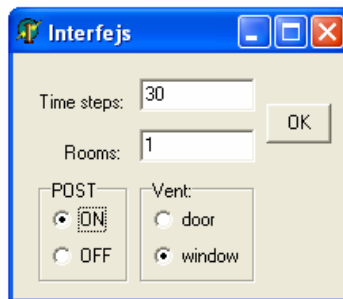 Interfejs
Time steps: 30
OK
Rooms: 1
POST Vent:
ON door
OFF window